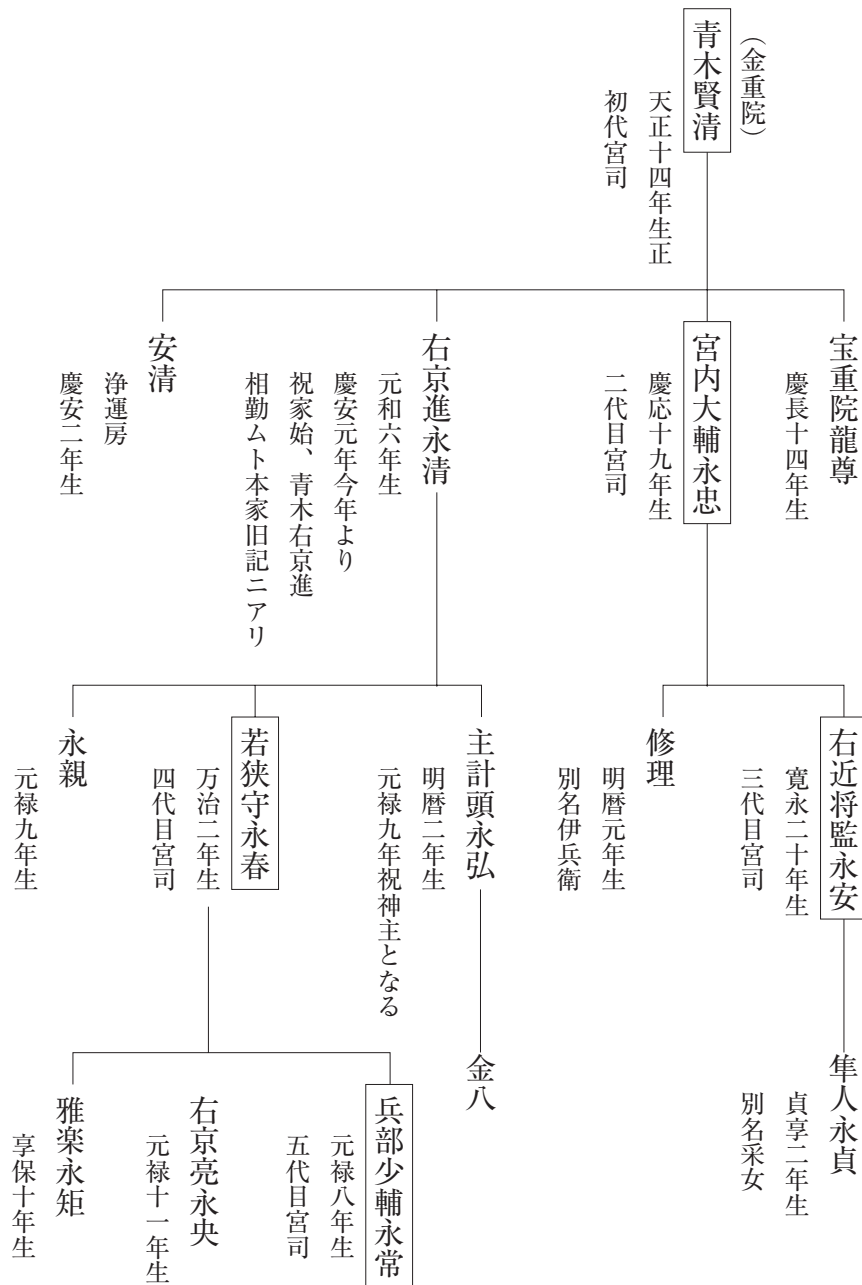 （金重院）
青木賢清
天正十四年生正
初代宮司
宝重院龍尊
慶長十四年生
宮内大輔永忠
慶応十九年生
二代目宮司
右京進永清
元和六年生
慶安元年今年より
祝家始、青木右京進
相勤ムト本家旧記ニアリ
安清
浄運房
慶安二年生
右近将監永安
寛永二十年生
三代目宮司
修理
明暦元年生
別名伊兵衛
主計頭永弘
明暦二年生
元禄九年祝神主となる
若狭守永春
万治二年生
四代目宮司
永親
元禄九年生
隼人永貞
貞享二年生
別名采女
金八
兵部少輔永常
元禄八年生
五代目宮司
右京亮永央
元禄十一年生
雅楽永矩
享保十年生